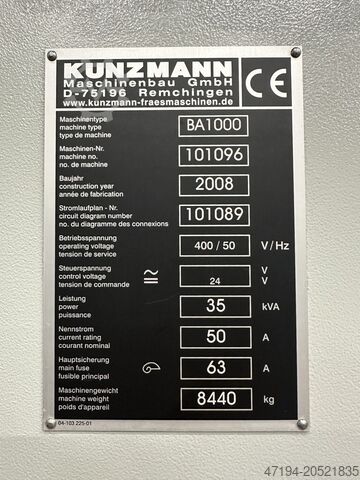 KUNZMANN
Maschinenbau GmbH
D-75196 Remchingen
www.kunzmann-fraesmaschinen.de
CE
Maschinentype
machine type
type de machine
BA1000
Maschinen-Nr.
machine no.
no. de machine
101096
Baujahr
construction year
année de fabrication
2008
Stromlaufplan - Nr.
circuit diagram number
no. du diagramme des connexions
101089
Betriebsspannung
operating voltage
tension de service
400 / 50 V / Hz
Steuerspannung
control voltage
tension de commande
24
V
V
Leistung
power
puissance
35 kVA
Nennstrom
current rating
courant nominal
50 A
Hauptsicherung
main fuse
fusible principal
63 A
Maschinengewicht
machine weight
poids d'appareil
8440 kg
04-103 225-01
47194-20521835